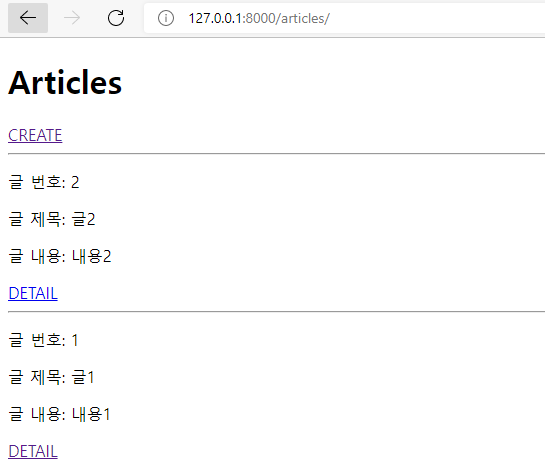 127.0.0.1:8000/articles/
Articles
CREATE
글 번호: 2
글 제목: 글2
글 내용: 내용2
DETAIL
글 번호: 1
글 제목: 글1
글 내용: 내용1
DETAIL